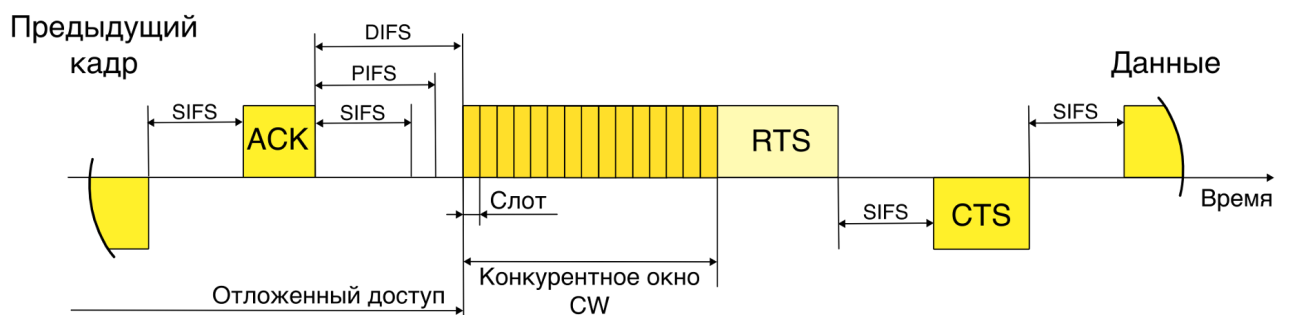 Предыдущий
кадр
DIFS
PIFS
SIFS
SIFS
ACK
RTS
Данные
SIFS
Слот
SIFS
CTS
Время
Отложенный доступ
Конкурентное окно
CW